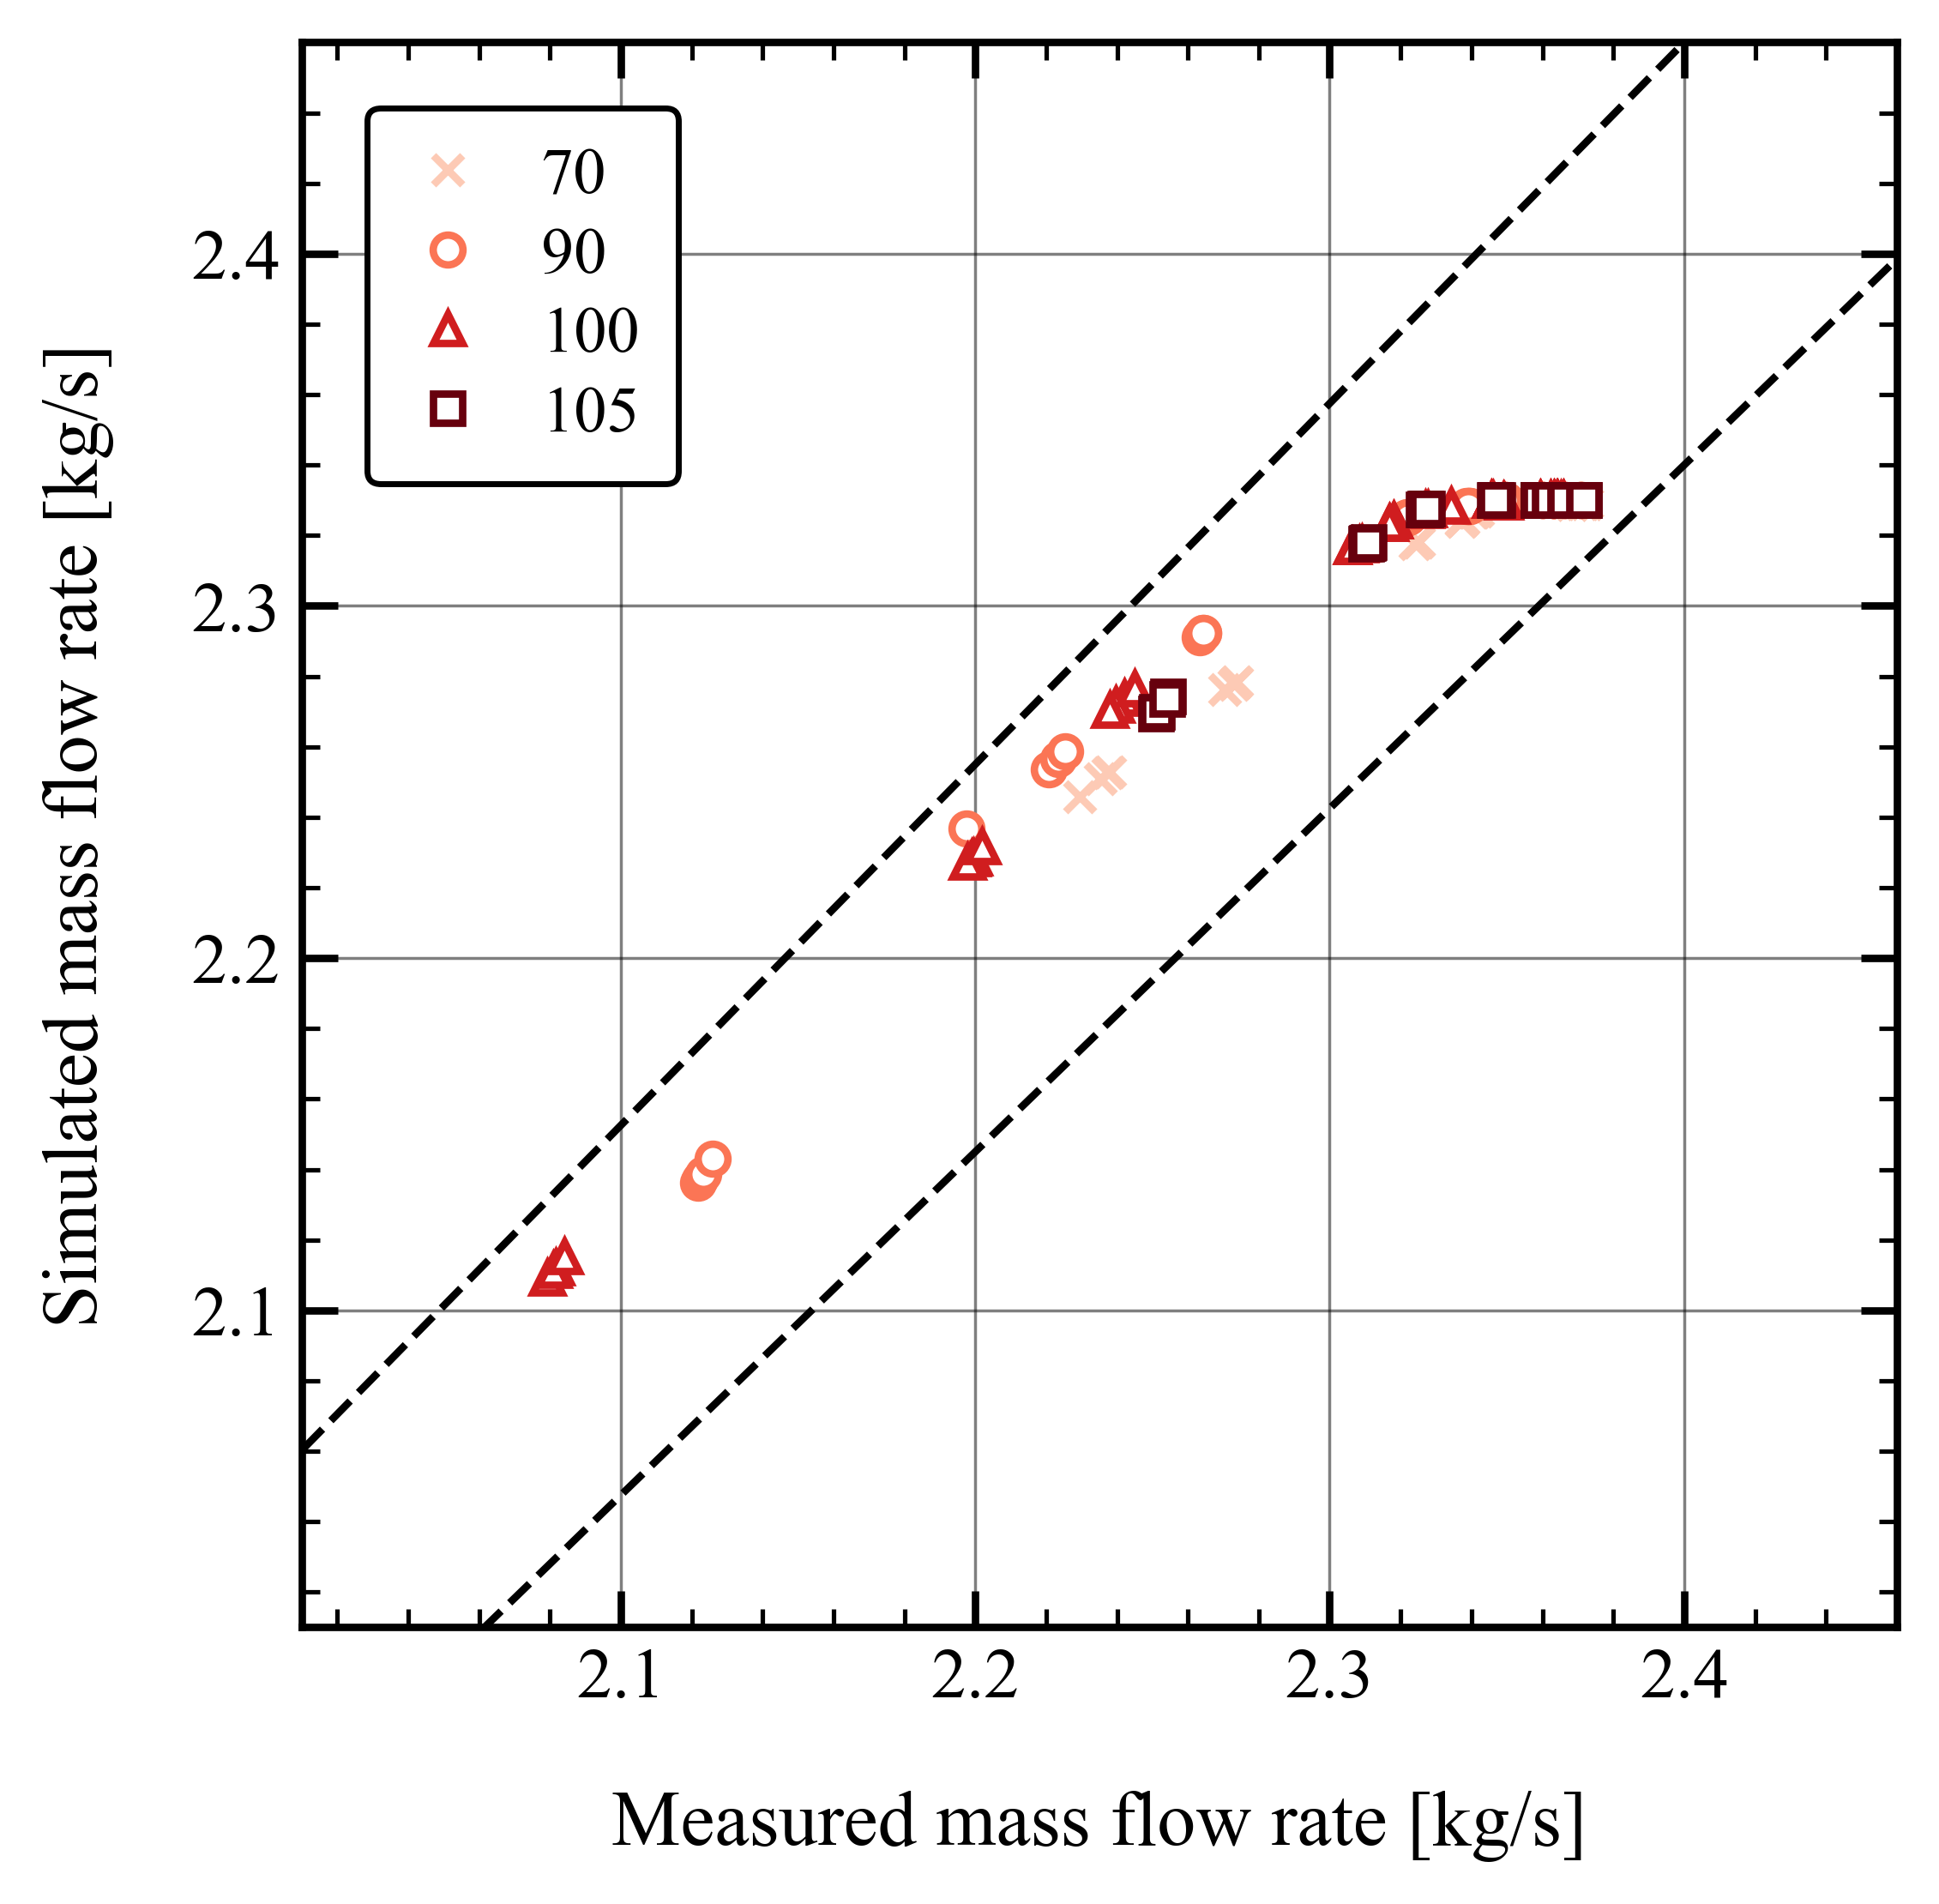 70
90
100
105
2.4
2.3
2.2
2.1
Simulated mass flow rate [kg/s]
2.1 2.2 2.3 2.4
Measured mass flow rate [kg/s]